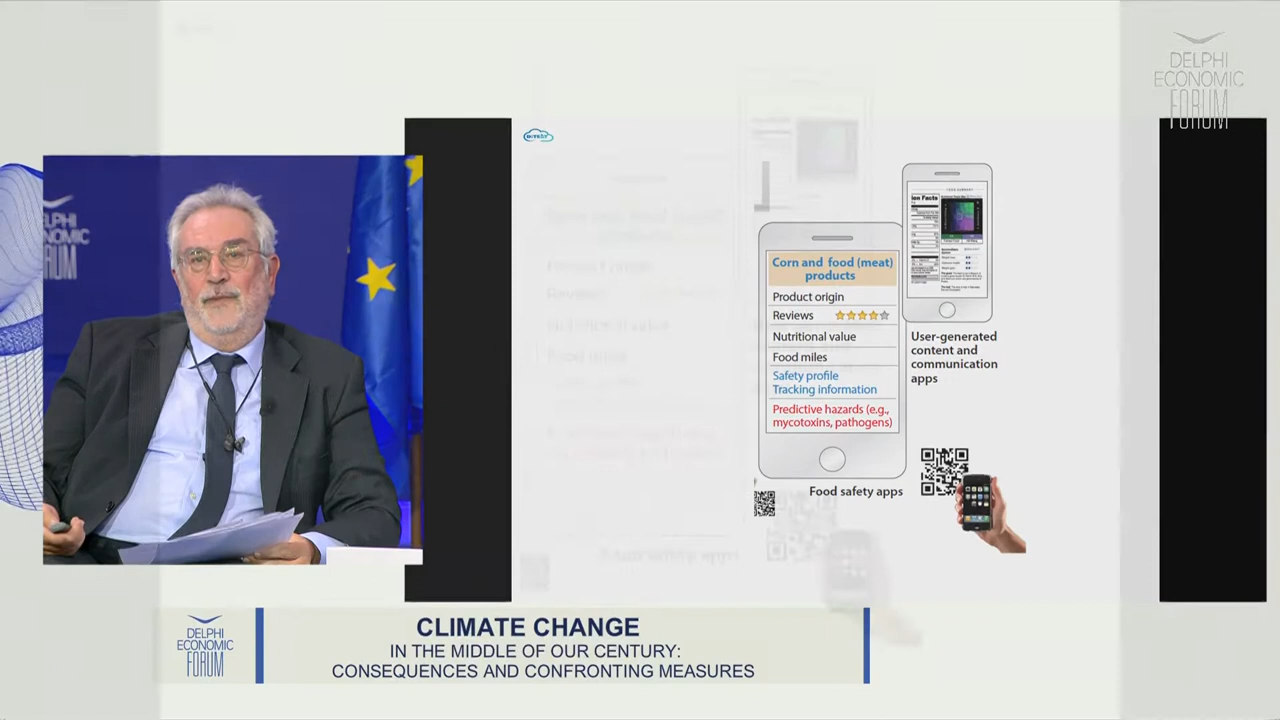 DELPHI
ECONOMIC
FORUM
DELPHI
ECONOMIC
FORUM
Corn and food (meat)
products
Product origin
Reviews
Nutritional value
Food miles
Safety profile
Tracking information
Predictive hazards (e.g.,
mycotoxins, pathogens)
Food safety apps
ion Facts
User-generated
content and
communication
apps
DELPHI
ECONOMIC
FORUM
CLIMATE CHANGE
IN THE MIDDLE OF OUR CENTURY:
CONSEQUENCES AND CONFRONTING MEASURES